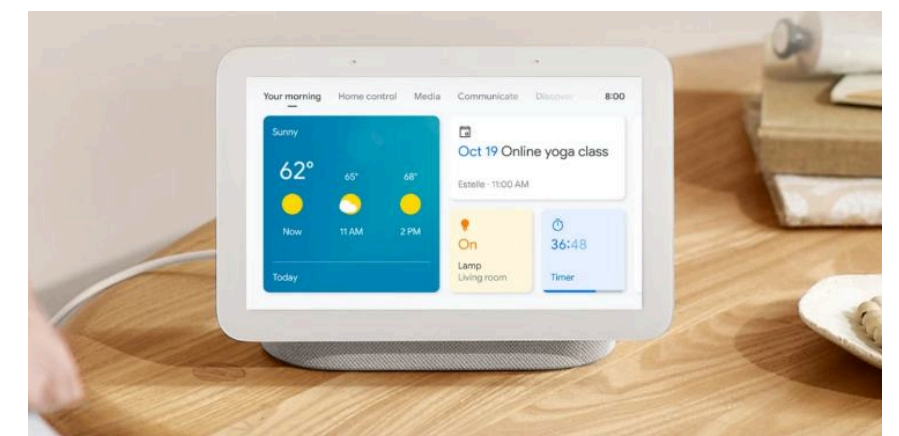 Your morning Home control Media Communicate Discover 8:00
Sunny
62° 65° 68°
Now 11 AM 2 PM
Today
Oct 19 Online yoga class
Estelle · 11:00 AM
On
Lamp
Living room
36:48
Timer